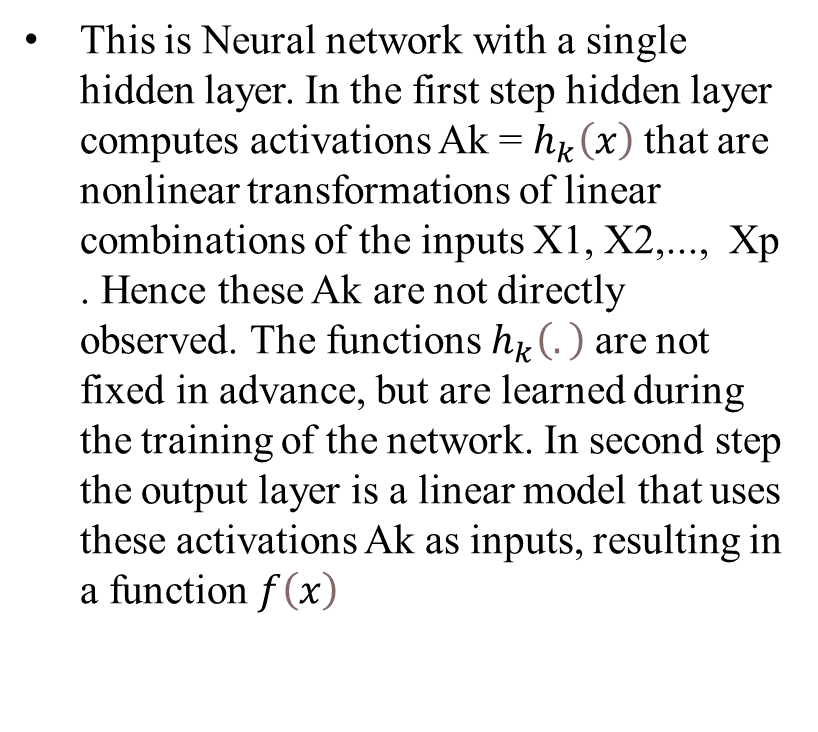 • This is Neural network with a single
hidden layer. In the first step hidden layer
computes activations Ak = hₖ(x) that are
nonlinear transformations of linear
combinations of the inputs X1, X2,..., Xp
. Hence these Ak are not directly
observed. The functions hₖ(.) are not
fixed in advance, but are learned during
the training of the network. In second step
the output layer is a linear model that uses
these activations Ak as inputs, resulting in
a function f(x)